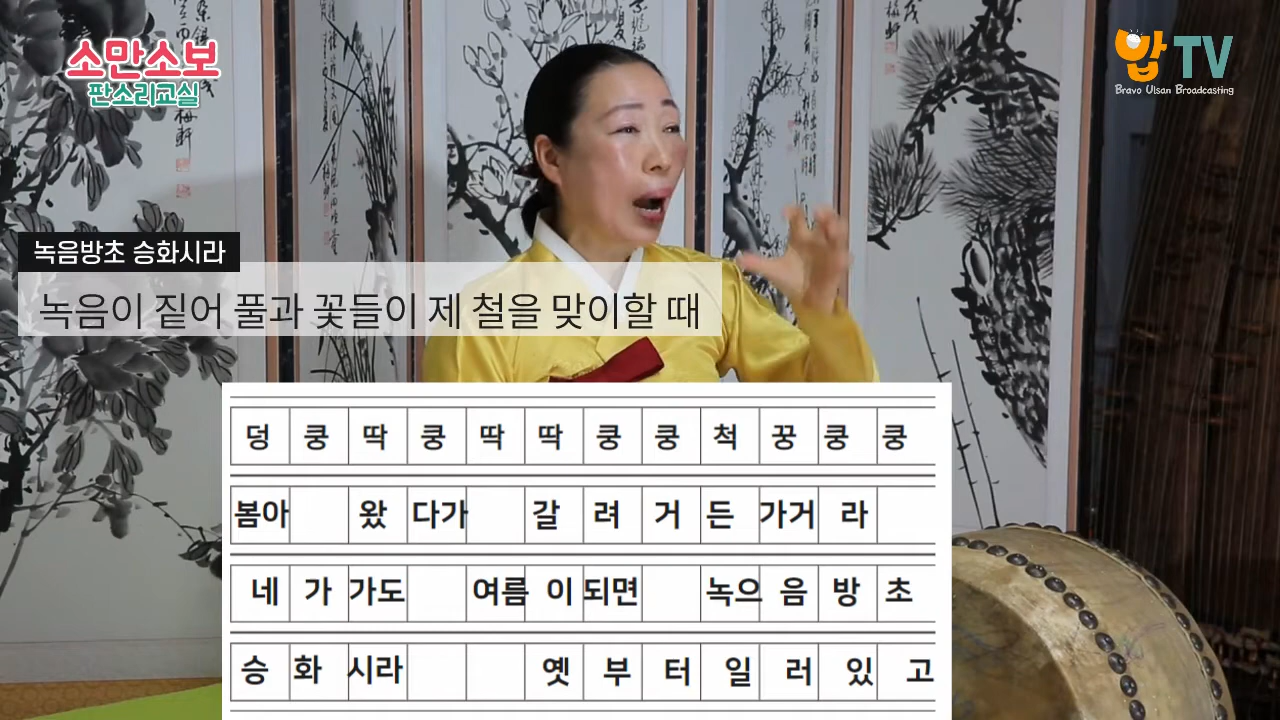 소만소보
판소리교실
밥TV
Bravo Ulsan Broadcasting
녹음방초 승화시라
녹음이 짙어 풀과 꽃들이 제 철을 맞이할 때
덩 쿵 딱 쿵 딱 딱 쿵 쿵 척 꿍 쿵 쿵
봄아 왔 다가 갈 려 거 든 가거 라
네 가 가도 여름 이 되면 녹으 음 방 초
승 화 시라 옛 부 터 일 러 있 고